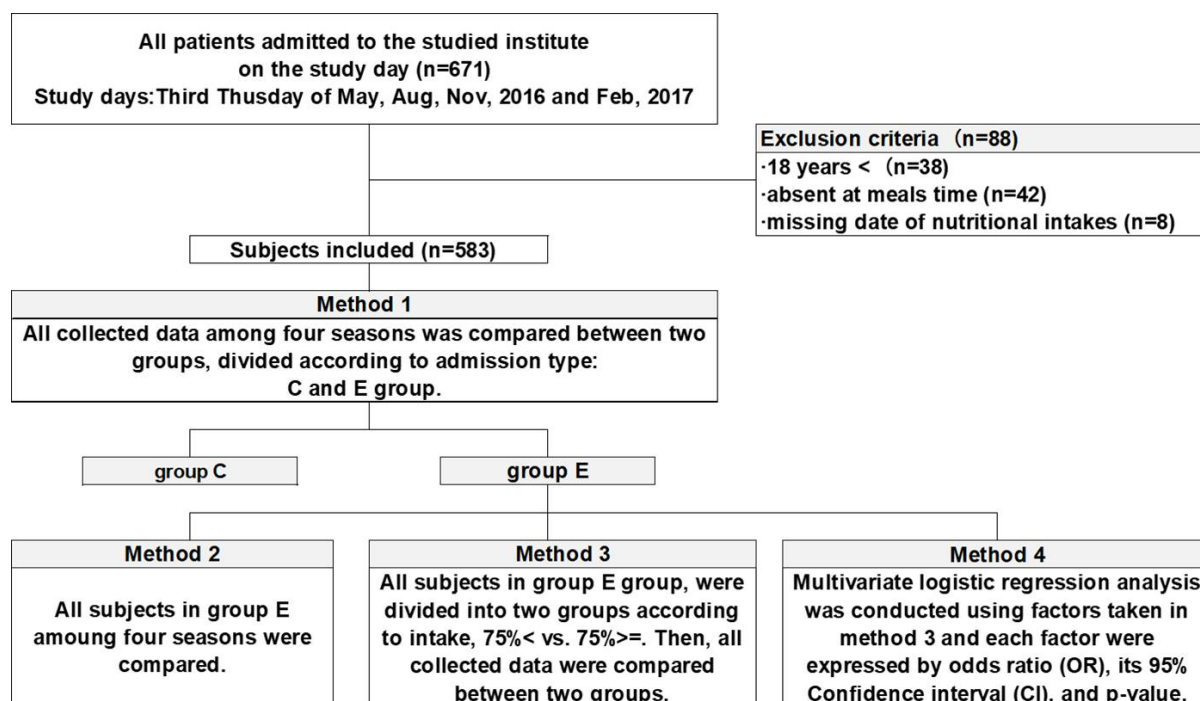 All patients admitted to the studied institute
on the study day (n=671)
Study days:Third Thusday of May, Aug, Nov, 2016 and Feb, 2017
Exclusion criteria（n=88)
·18 years <（n=38)
·absent at meals time (n=42)
·missing date of nutritional intakes (n=8)
Subjects included (n=583)
Method 1
All collected data among four seasons was compared between two
groups, divided according to admission type:
C and E group.
group C
group E
Method 2
All subjects in group E
amoung four seasons were
compared.
Method 3
All subjects in group E group, were
divided into two groups according
to intake, 75%< vs. 75%>=. Then, all
collected data were compared
between two groups.
Method 4
Multivariate logistic regression analysis
was conducted using factors taken in
method 3 and each factor were
expressed by odds ratio (OR), its 95%
Confidence interval (CI), and p-value.